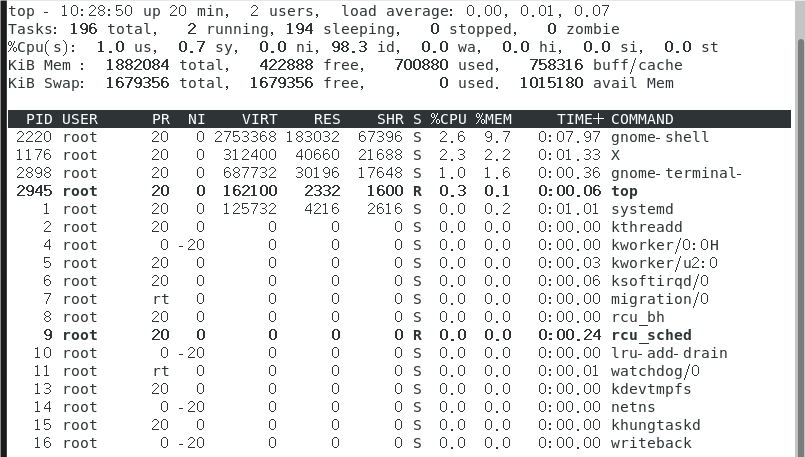 top - 10:28:50 up 20 min,  2 users,  load average: 0.00, 0.01, 0.07
Tasks: 196 total,   2 running, 194 sleeping,   0 stopped,   0 zombie
%Cpu(s):  1.0 us,  0.7 sy,  0.0 ni, 98.3 id,  0.0 wa,  0.0 hi,  0.0 si,  0.0 st
KiB Mem :  1882084 total,   422888 free,   700880 used,   758316 buff/cache
KiB Swap:  1679356 total,  1679356 free,        0 used.  1015180 avail Mem
PID USER      PR  NI    VIRT    RES    SHR S %CPU %MEM     TIME+ COMMAND
2220 root      20   0 2753368 183032  67396 S  2.6  9.7   0:07.97 gnome-shell
1176 root      20   0  312400  40660  21688 S  2.3  2.2   0:01.33 X
2898 root      20   0  687732  30196  17648 S  1.0  1.6   0:00.36 gnome-terminal-
2945 root      20   0  162100   2332   1600 R  0.3  0.1   0:00.06 top
1 root      20   0  125732   4216   2616 S  0.0  0.2   0:01.01 systemd
2 root      20   0       0      0      0 S  0.0  0.0   0:00.00 kthreadd
4 root       0 -20       0      0      0 S  0.0  0.0   0:00.00 kworker/0:0H
5 root      20   0       0      0      0 S  0.0  0.0   0:00.03 kworker/u2:0
6 root      20   0       0      0      0 S  0.0  0.0   0:00.06 ksoftirqd/0
7 root      rt   0       0      0      0 S  0.0  0.0   0:00.00 migration/0
8 root      20   0       0      0      0 S  0.0  0.0   0:00.00 rcu_bh
9 root      20   0       0      0      0 R  0.0  0.0   0:00.24 rcu_sched
10 root       0 -20       0      0      0 S  0.0  0.0   0:00.00 lru-add-drain
11 root      rt   0       0      0      0 S  0.0  0.0   0:00.01 watchdog/0
13 root      20   0       0      0      0 S  0.0  0.0   0:00.00 kdevtmpfs
14 root       0 -20       0      0      0 S  0.0  0.0   0:00.00 netns
15 root      20   0       0      0      0 S  0.0  0.0   0:00.00 khungtaskd
16 root       0 -20       0      0      0 S  0.0  0.0   0:00.00 writeback